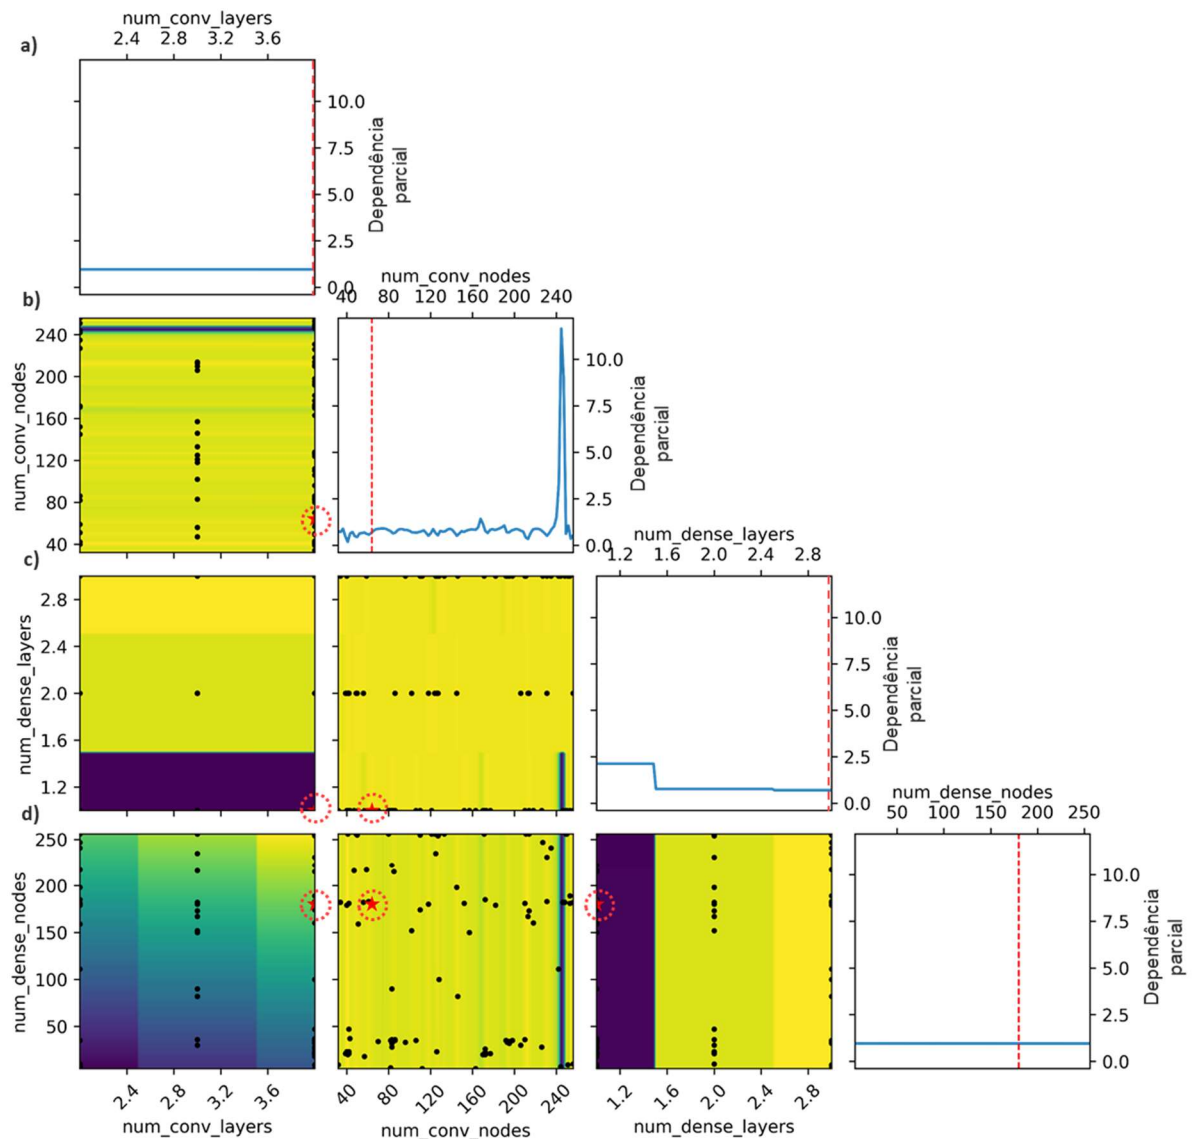 num_conv_layers
2.4 2.8 3.2 3.6
a)
10.0
7.5
5.0
2.5
0.0
Dependência
parcial
num_conv_nodes
40 80 120 160 200 240
b)
240
200
160
120
80
40
num_conv_nodes
10.0
7.5
5.0
2.5
0.0
Dependência
parcial
num_dense_layers
1.2 1.6 2.0 2.4 2.8
c)
2.8
2.4
2.0
1.6
1.2
num_dense_layers
10.0
7.5
5.0
2.5
0.0
Dependência
parcial
num_dense_nodes
50 100 150 200 250
d)
250
200
150
100
50
num_dense_nodes
10.0
7.5
5.0
2.5
0.0
Dependência
parcial
2.4 2.8 3.2 3.6
num_conv_layers
40 80 120 160 200 240
num_conv_nodes
1.2 1.6 2.0 2.4 2.8
num_dense_layers